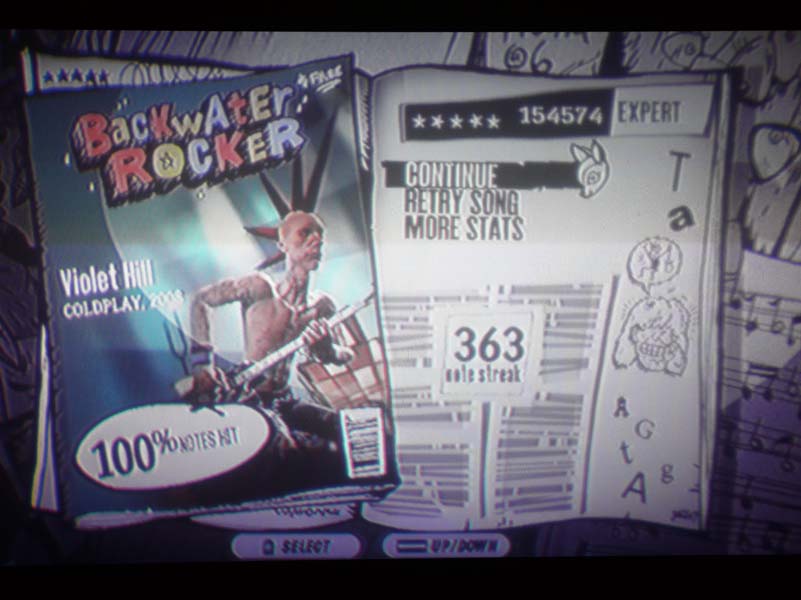 FREE
BackwAtEr
ROCKER
Violet Hill
COLDPLAY, 2008
100% NOTES HIT
154574 EXPERT
CONTINUE
RETRY SONG
MORE STATS
363
note streak
T
a
A
G
t
g
A
SELECT
UP/DOWN